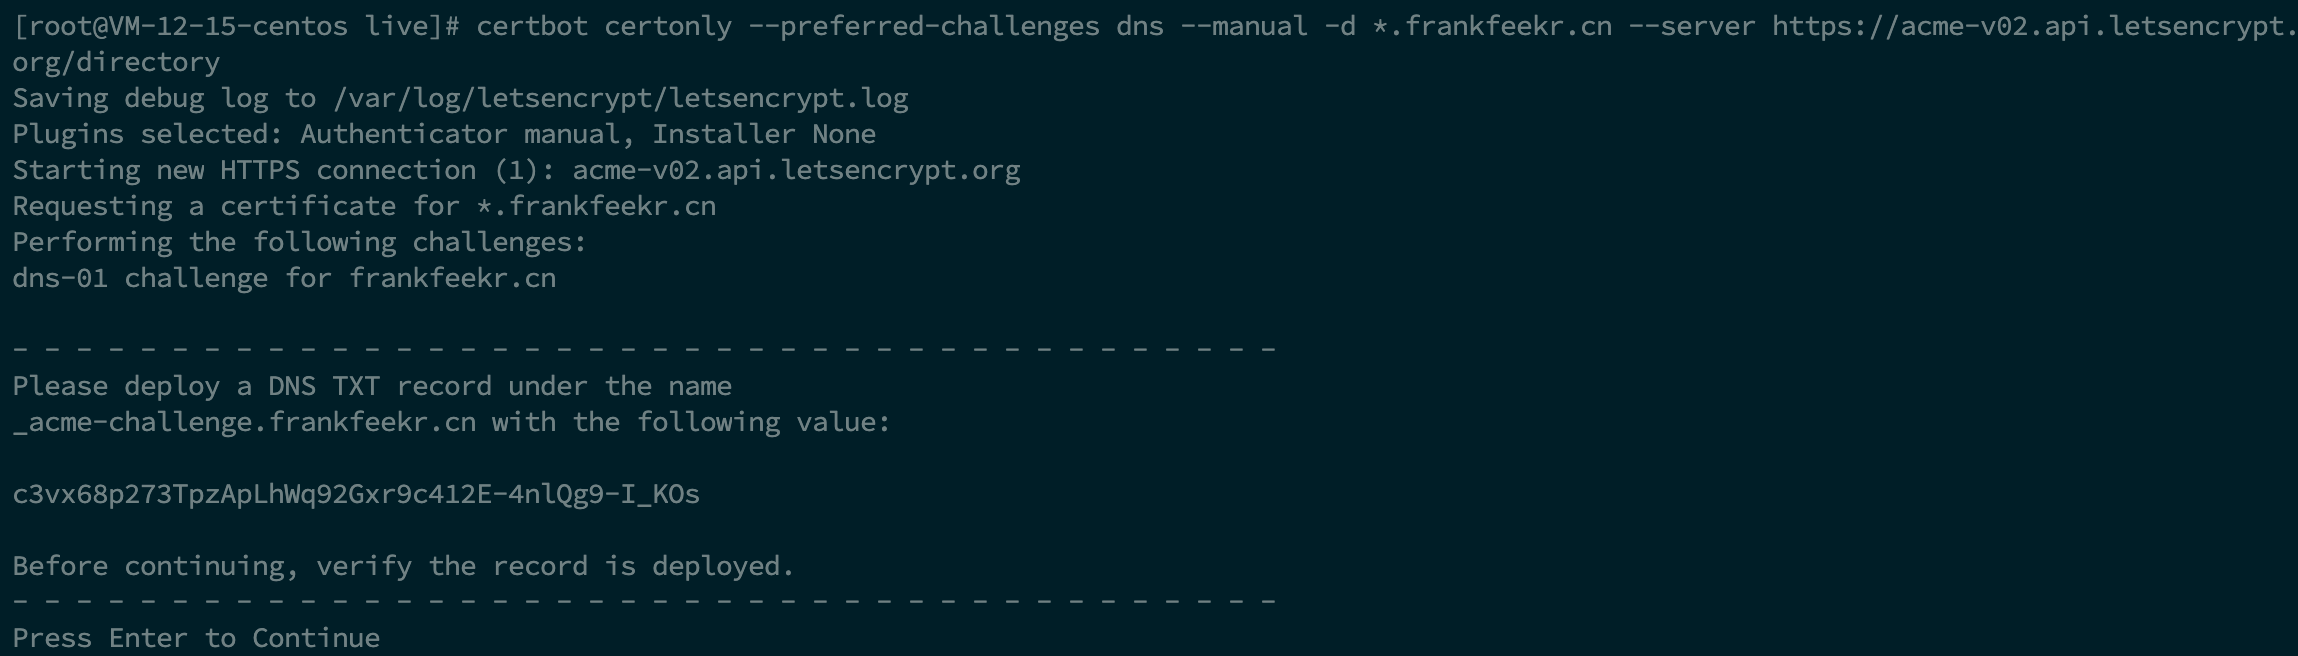 [root@VM-12-15-centos live]# certbot certonly --preferred-challenges dns --manual -d *.frankfeekr.cn --server https://acme-v02.api.letsencrypt.
org/directory
Saving debug log to /var/log/letsencrypt/letsencrypt.log
Plugins selected: Authenticator manual, Installer None
Starting new HTTPS connection (1): acme-v02.api.letsencrypt.org
Requesting a certificate for *.frankfeekr.cn
Performing the following challenges:
dns-01 challenge for frankfeekr.cn
- - - - - - - - - - - - - - - - - - - - - - - - - - - - - - - - - - - - - - - -
Please deploy a DNS TXT record under the name
_acme-challenge.frankfeekr.cn with the following value:
c3vx68p273TpzApLhWq92Gxr9c412E-4nlQg9-I_KOs
Before continuing, verify the record is deployed.
- - - - - - - - - - - - - - - - - - - - - - - - - - - - - - - - - - - - - - - -
Press Enter to Continue